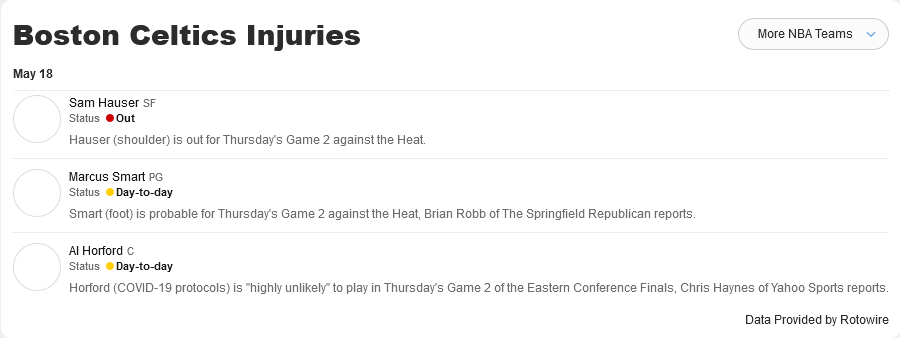 Boston Celtics Injuries
More NBA Teams
May 18
Sam Hauser SF
Status Out
Hauser (shoulder) is out for Thursday's Game 2 against the Heat.
Marcus Smart PG
Status Day-to-day
Smart (foot) is probable for Thursday's Game 2 against the Heat, Brian Robb of The Springfield Republican reports.
Al Horford C
Status Day-to-day
Horford (COVID-19 protocols) is "highly unlikely" to play in Thursday's Game 2 of the Eastern Conference Finals, Chris Haynes of Yahoo Sports reports.
Data Provided by Rotowire